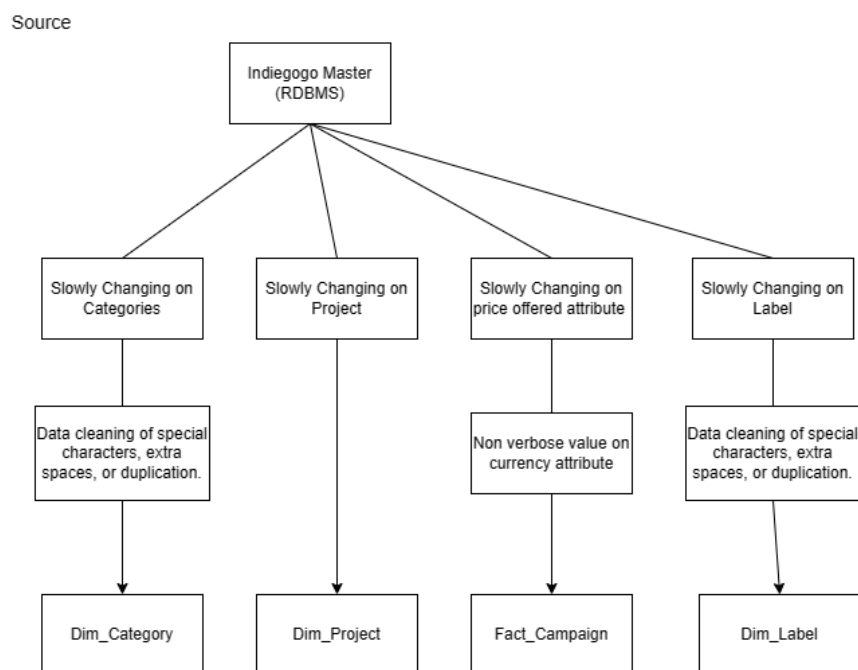 Source
Indiegogo Master
(RDBMS)
Slowly Changing on
Categories
Slowly Changing on
Project
Slowly Changing on
price offered attribute
Slowly Changing on
Label
Data cleaning of special
characters, extra
spaces, or duplication.
Non verbose value on
currency attribute
Data cleaning of special
characters, extra
spaces, or duplication.
Dim_Category
Dim_Project
Fact_Campaign
Dim_Label